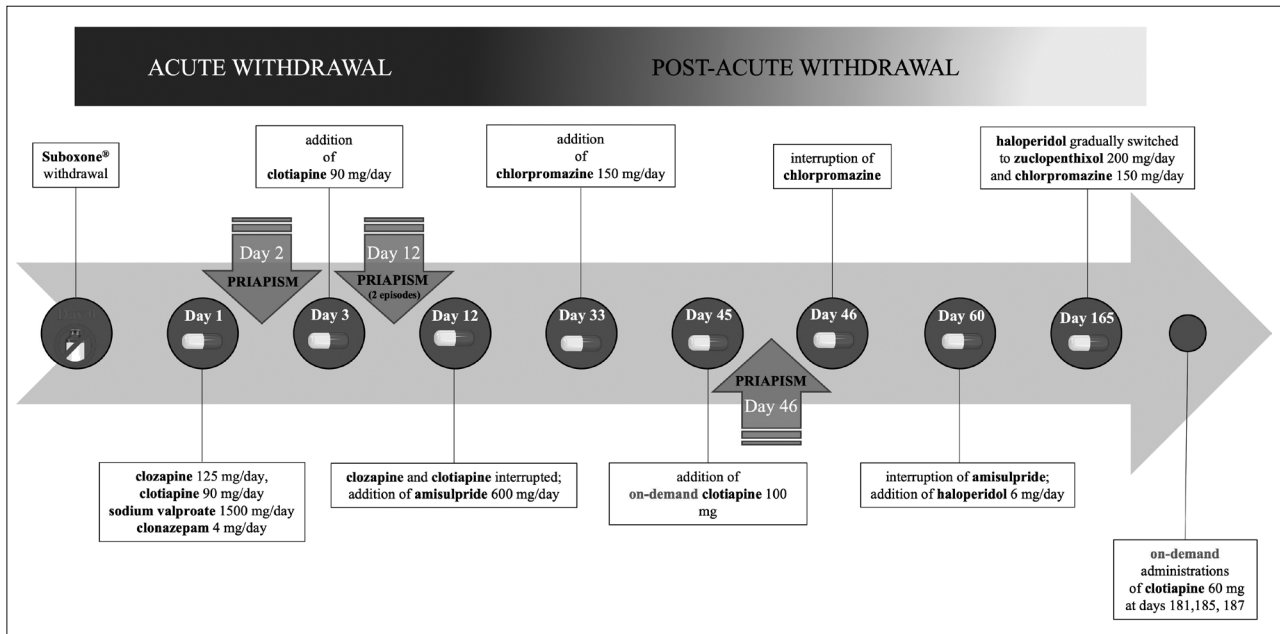 ACUTE WITHDRAWAL
POST-ACUTE WITHDRAWAL
Suboxone®
withdrawal
addition
of
clotiapine 90 mg/day
addition
of
chlorpromazine 150 mg/day
interruption of
chlorpromazine
haloperidol gradually switched
to zuclopenthixol 200 mg/day
and chlorpromazine 150 mg/day
Day 2
PRIAPISM
Day 12
PRIAPISM
(2 episodes)
Day 0
Day 1
Day 3
Day 12
Day 33
Day 45
Day 46
Day 60
Day 165
PRIAPISM
Day 46
clozapine 125 mg/day,
clotiapine 90 mg/day
sodium valproate 1500 mg/day
clonazepam 4 mg/day
clozapine and clotiapine interrupted;
addition of amisulpride 600 mg/day
addition of
on-demand clotiapine 100
mg
interruption of amisulpride;
addition of haloperidol 6 mg/day
on-demand
administrations
of clotiapine 60 mg
at days 181,185, 187